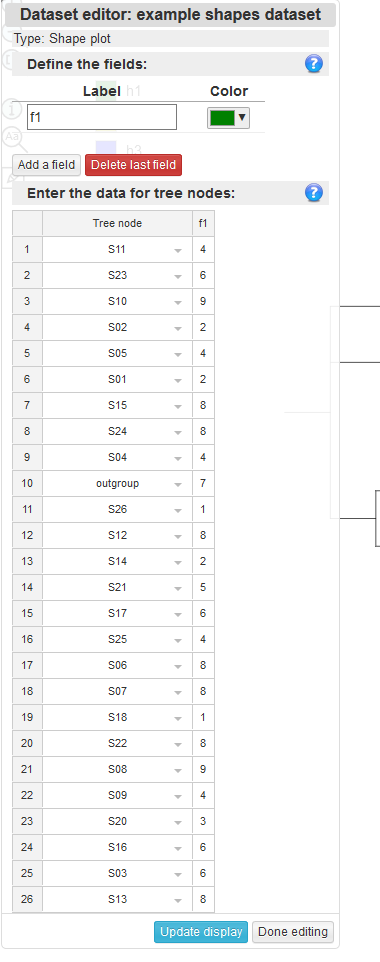 Dataset editor: example shapes dataset
Type: Shape plot
Define the fields: ?
Label h1 Color
f1
h3
Add a field Delete last field
Enter the data for tree nodes: ?
Tree node f1
1 S11 4
2 S23 6
3 S10 9
4 S02 2
5 S05 4
6 S01 2
7 S15 8
8 S24 8
9 S04 4
10 outgroup 7
11 S26 1
12 S12 8
13 S14 2
14 S21 5
15 S17 6
16 S25 4
17 S06 8
18 S07 8
19 S18 1
20 S22 8
21 S08 9
22 S09 4
23 S20 3
24 S16 6
25 S03 6
26 S13 8
Update display Done editing